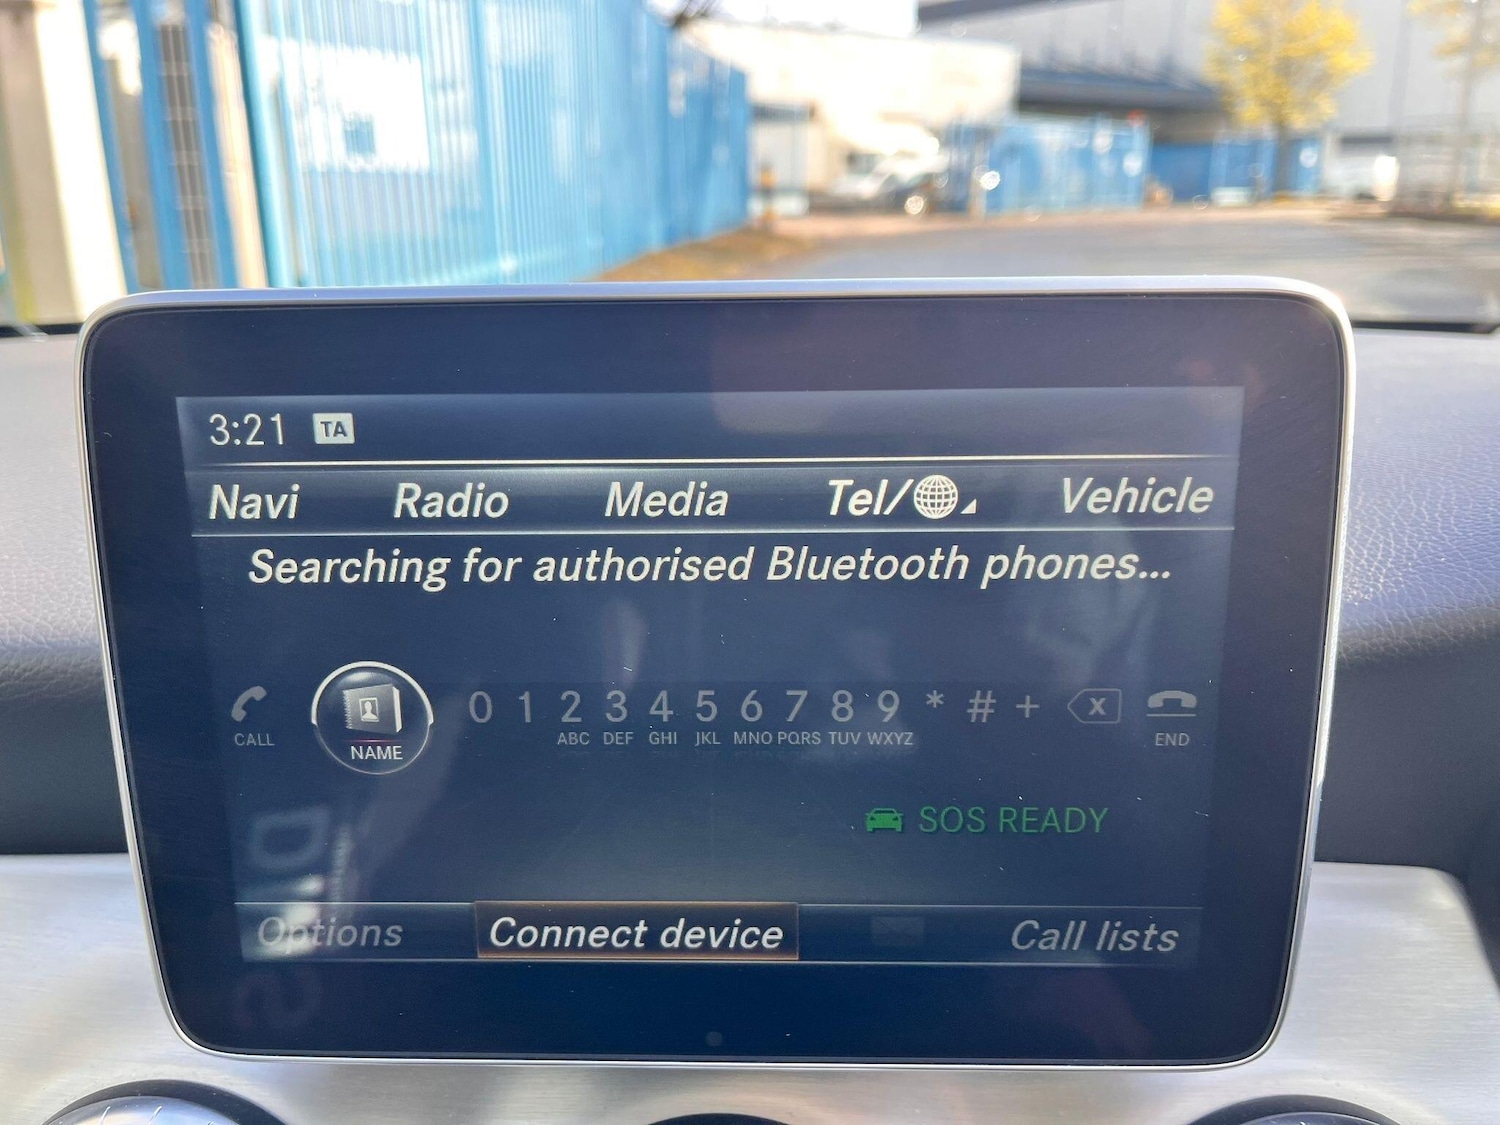 3:21 TA
Navi Radio Media Tel/ Vehicle
Searching for authorised Bluetooth phones...
0 1 2 3 4 5 6 7 8 9 * # +
CALL NAME ABC DEF GHI JKL MNO PQRS TUV WXYZ END
SOS READY
Options Connect device Call lists